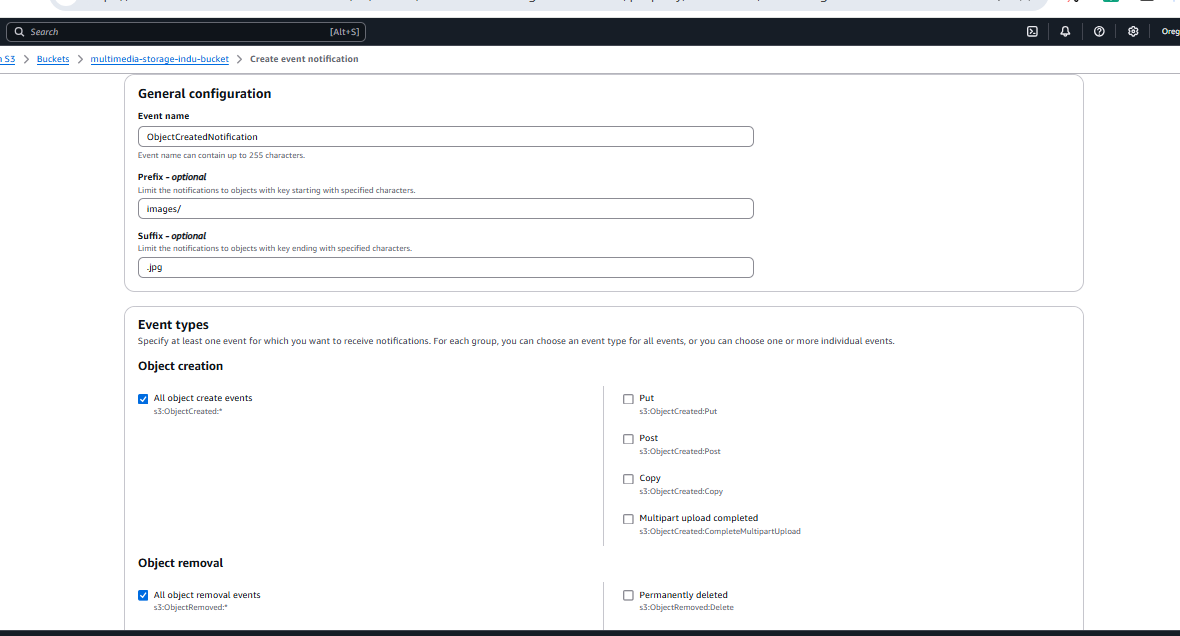 Search [Alt+S] Oreg
S3 > Buckets > multimedia-storage-indu-bucket > Create event notification
General configuration
Event name
ObjectCreatedNotification
Event name can contain up to 255 characters.
Prefix - optional
Limit the notifications to objects with key starting with specified characters.
images/
Suffix - optional
Limit the notifications to objects with key ending with specified characters.
.jpg
Event types
Specify at least one event for which you want to receive notifications. For each group, you can choose an event type for all events, or you can choose one or more individual events.
Object creation
All object create events
s3:ObjectCreated:*
Put
s3:ObjectCreated:Put
Post
s3:ObjectCreated:Post
Copy
s3:ObjectCreated:Copy
Multipart upload completed
s3:ObjectCreated:CompleteMultipartUpload
Object removal
All object removal events
s3:ObjectRemoved:*
Permanently deleted
s3:ObjectRemoved:Delete